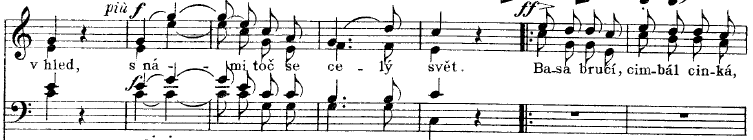 più f
ff
v hled, s ná - - mi toč se ce - lý svět. Ba-sa bručí, cim-bál cin-ká,
f